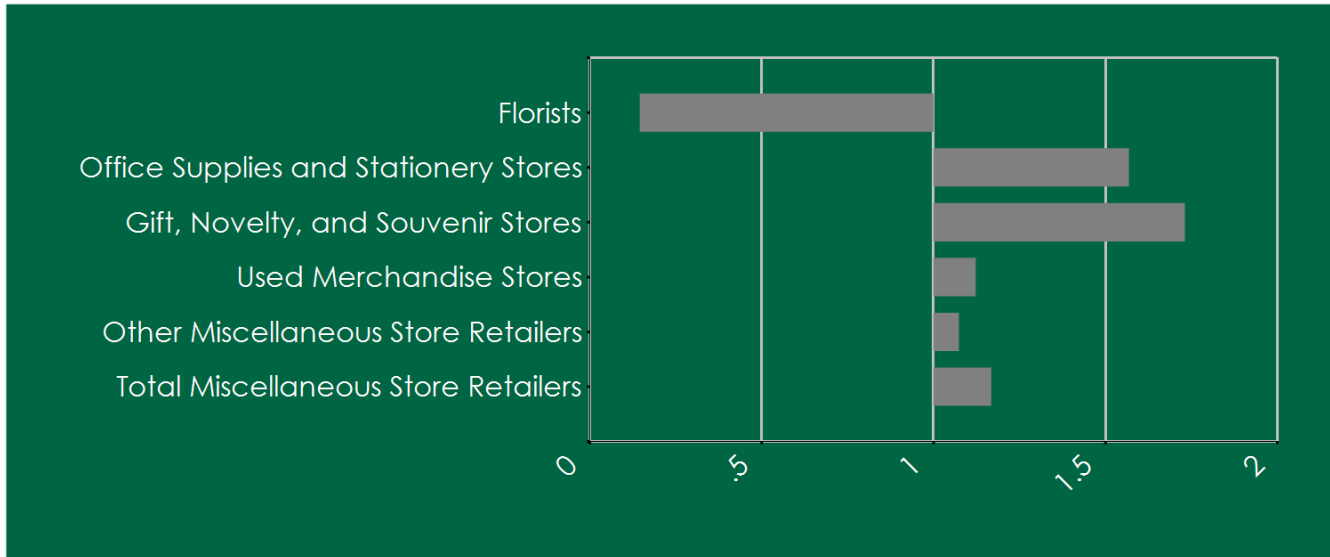 Florists
Office Supplies and Stationery Stores
Gift, Novelty, and Souvenir Stores
Used Merchandise Stores
Other Miscellaneous Store Retailers
Total Miscellaneous Store Retailers
0
.5
1
1.5
2